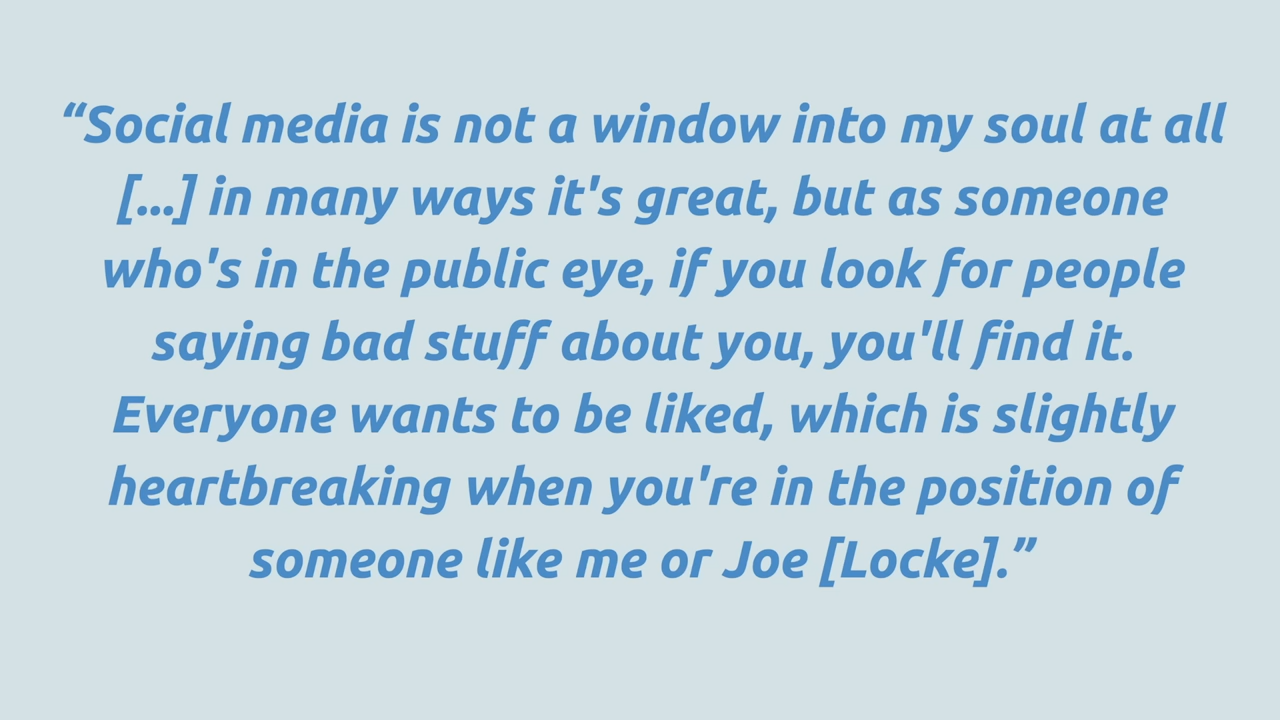 “Social media is not a window into my soul at all
[...] in many ways it's great, but as someone
who's in the public eye, if you look for people
saying bad stuff about you, you'll find it.
Everyone wants to be liked, which is slightly
heartbreaking when you're in the position of
someone like me or Joe [Locke].”